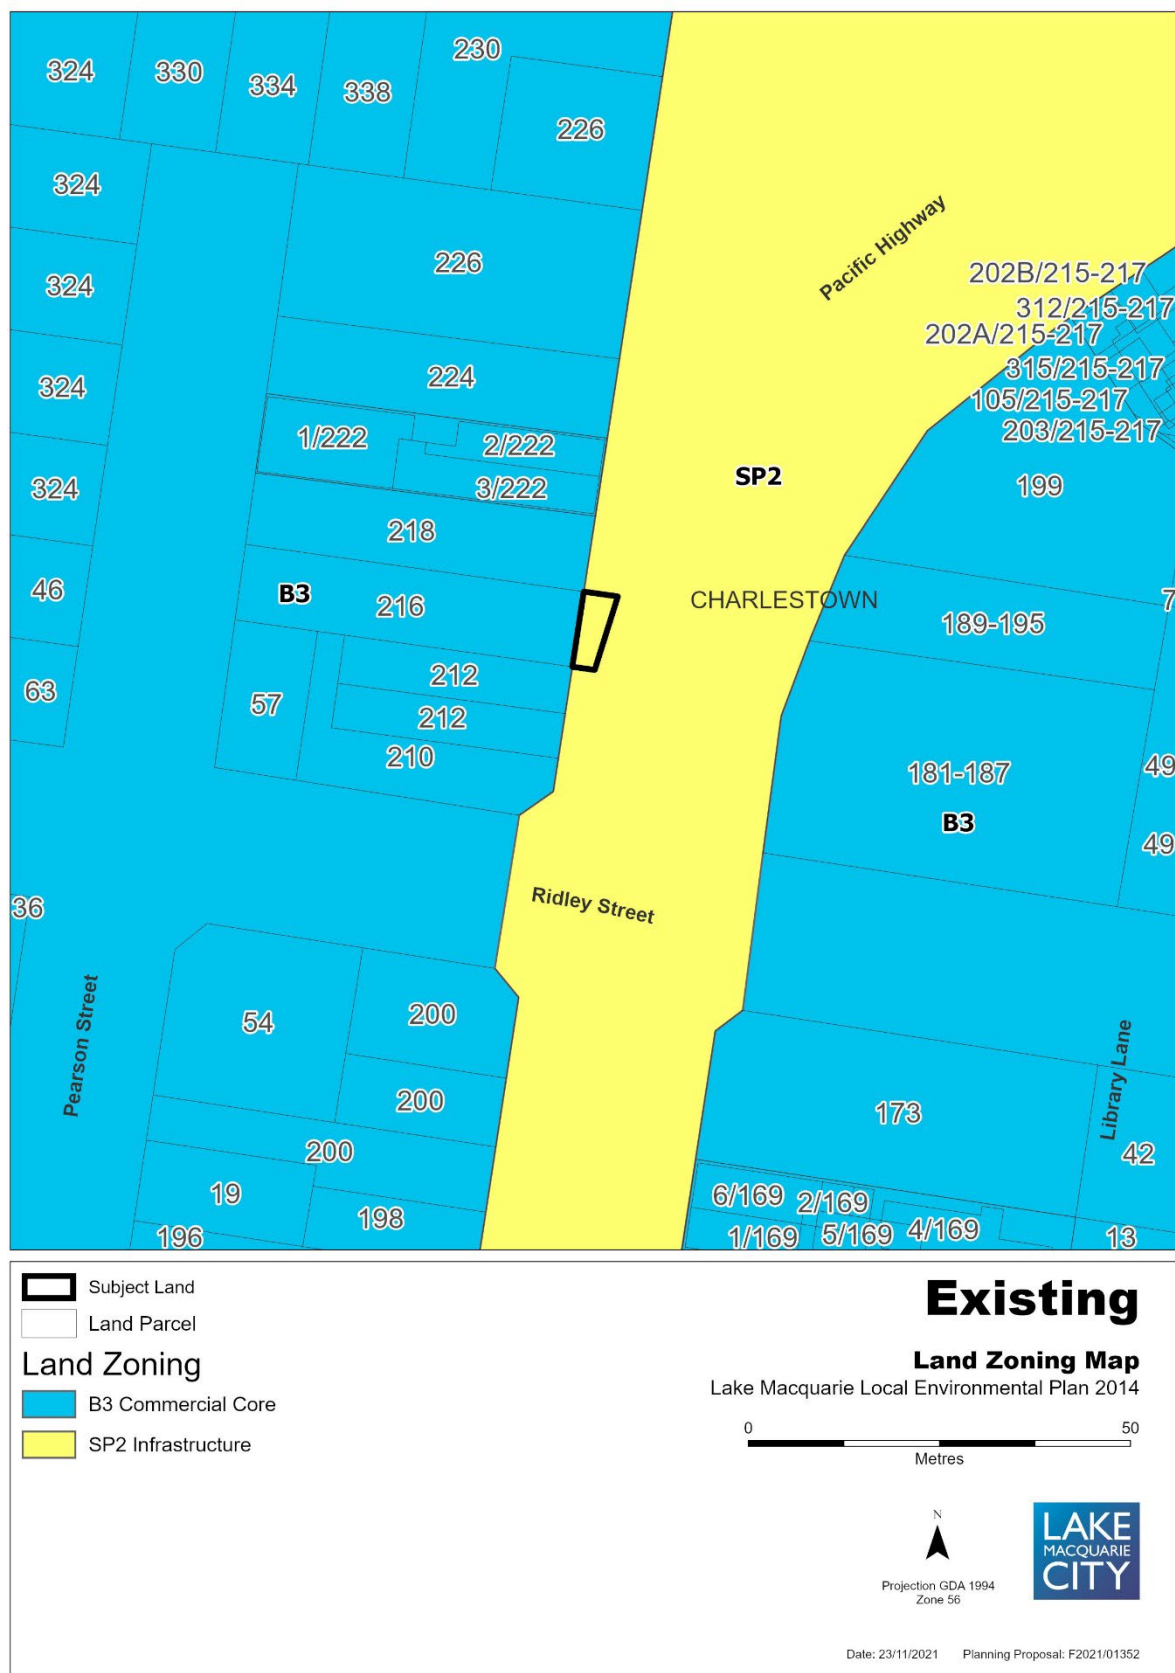 324
330
334
338
230
226
324
226
Pacific Highway
202B/215-217
324
312/215-217
202A/215-217
324
224
315/215-217
105/215-217
1/222
2/222
203/215-217
324
3/222
SP2
199
218
46
B3
216
CHARLESTOWN
7
189-195
63
57
212
212
210
181-187
49
B3
49
36
Ridley Street
Pearson Street
54
200
200
173
Library Lane
200
42
19
198
6/169
2/169
196
1/169
5/169
4/169
13
Subject Land
Land Parcel
Land Zoning
B3 Commercial Core
SP2 Infrastructure
Existing
Land Zoning Map
Lake Macquarie Local Environmental Plan 2014
0
50
Metres
N
Projection GDA 1994
Zone 56
LAKE
MACQUARIE
CITY
Date: 23/11/2021 Planning Proposal: F2021/01352